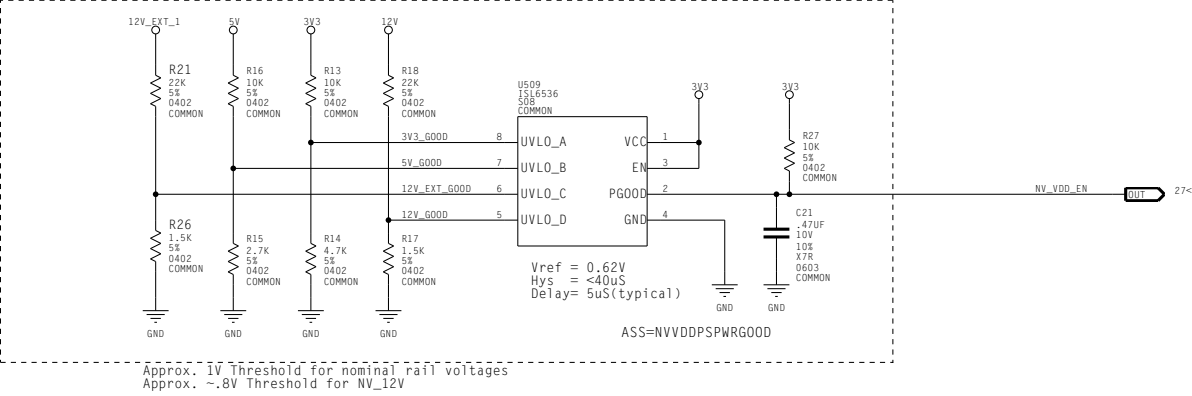 12V_EXT_1
5V
3V3
12V
R21
22K
5%
0402
COMMON
R16
10K
5%
0402
COMMON
R13
10K
5%
0402
COMMON
R18
22K
5%
0402
COMMON
U509
ISL6536
SO8
COMMON
3V3
3V3
R27
10K
5%
0402
COMMON
3V3_GOOD
8
UVLO_A
VCC
1
5V_GOOD
7
UVLO_B
EN
3
12V_EXT_GOOD
6
UVLO_C
PGOOD
2
NV_VDD_EN
OUT
27<
12V_GOOD
5
UVLO_D
GND
4
R26
1.5K
5%
0402
COMMON
R15
2.7K
5%
0402
COMMON
R14
4.7K
5%
0402
COMMON
R17
1.5K
5%
0402
COMMON
C21
.47UF
10V
10%
X7R
0603
COMMON
Vref = 0.62V
Hys = <40uS
Delay= 5uS(typical)
GND
GND
GND
GND
GND
GND
ASS=NVVDDPSPWRGOOD
Approx. 1V Threshold for nominal rail voltages
Approx. ~.8V Threshold for NV_12V